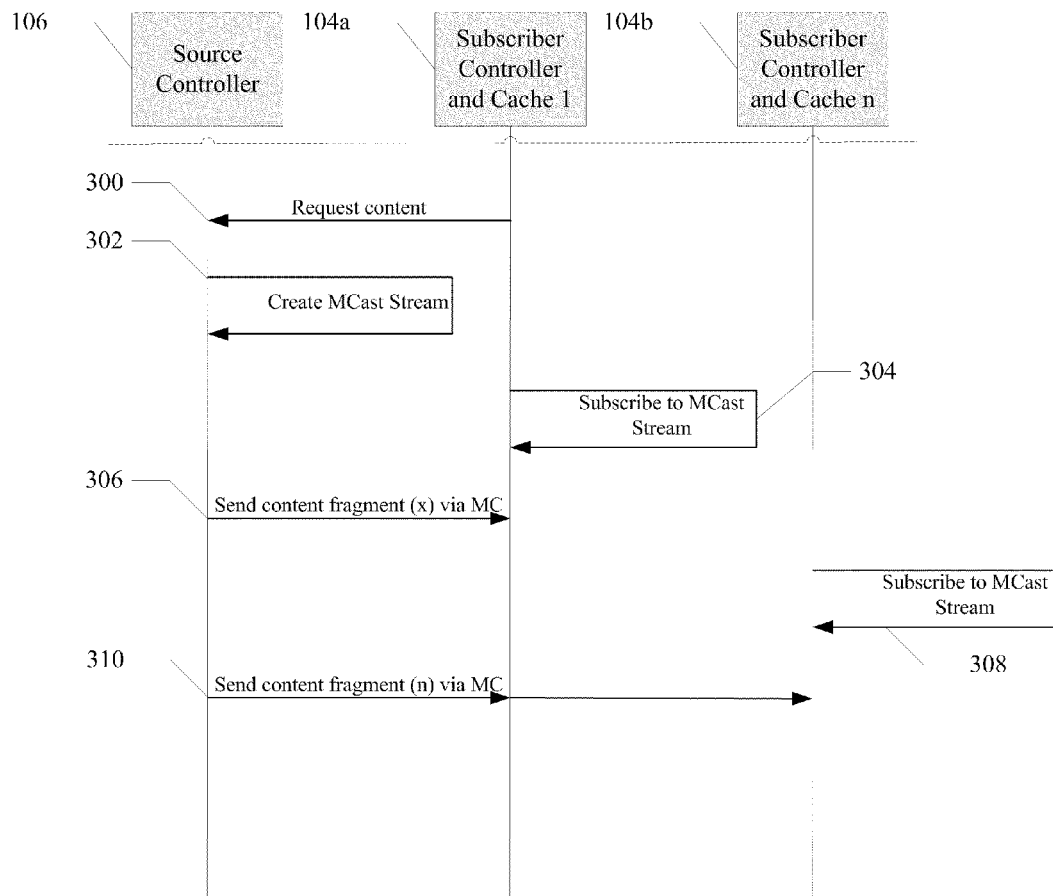 106
Source
Controller
104a
Subscriber
Controller
and Cache 1
104b
Subscriber
Controller
and Cache n
300
Request content
302
Create MCast Stream
Subscribe to MCast
Stream
304
306
Send content fragment (x) via MC
Subscribe to MCast
Stream
308
310
Send content fragment (n) via MC